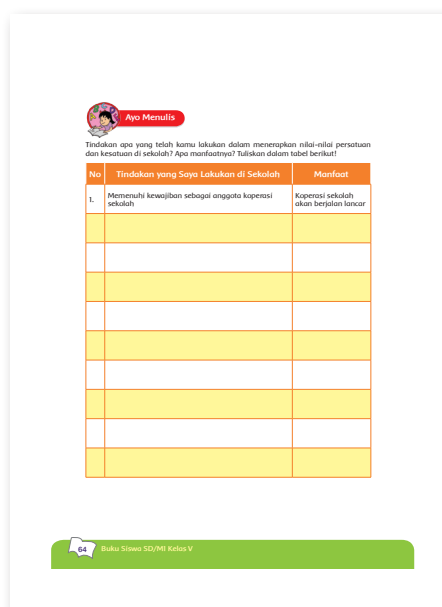 Ayo Menulis
Tindakan apa yang telah kamu lakukan dalam menerapkan nilai-nilai persatuan
dan kesatuan di sekolah? Apa manfaatnya? Tuliskan dalam tabel berikut!
No Tindakan yang Saya Lakukan di Sekolah Manfaat
1. Memenuhi kewajiban sebagai anggota koperasi Koperasi sekolah
sekolah akan berjalan lancar
64 Buku Siswa SD/MI Kelas V